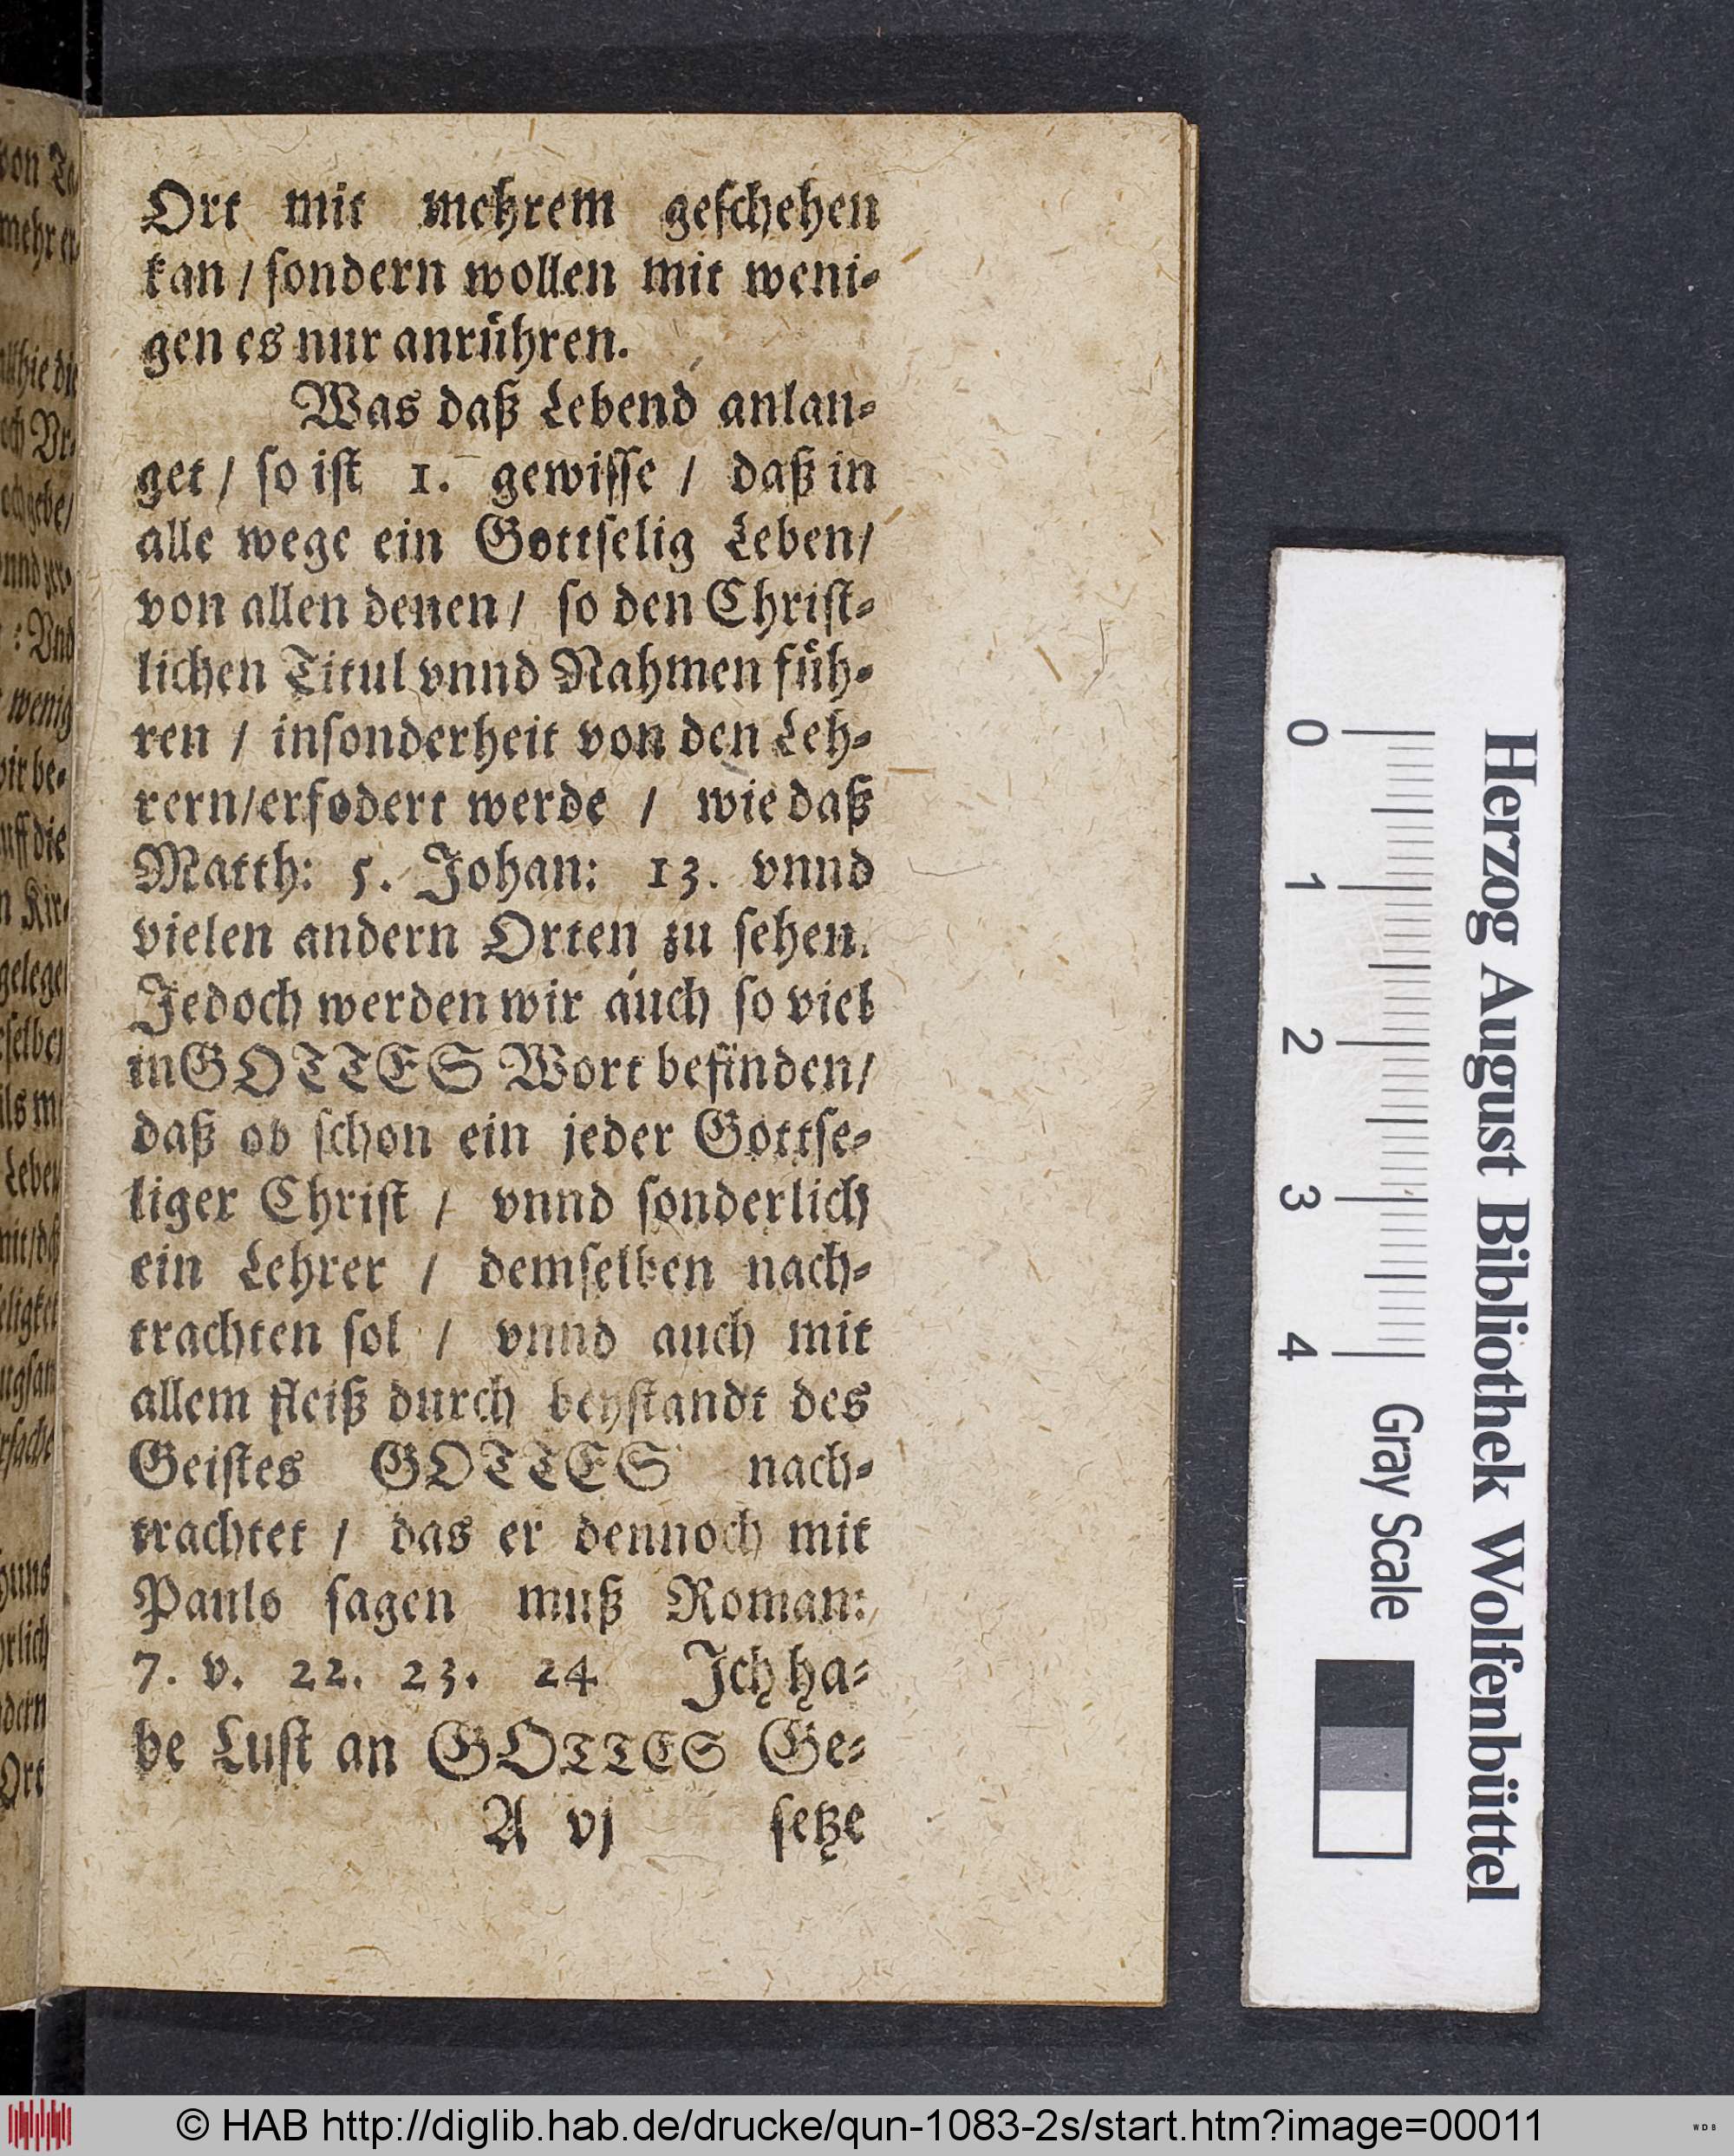 Ort mit mehrem geschehen
kan / sondern wollen mit weni-
gen es nur anrühren.
Was daß Lebend anlan-
get / so ist 1. gewisse / daß in
alle wege ein Gottselig Leben/
von allen denen / so den Christ-
lichen Titul vnnd Nahmen füh-
ren / insonderheit von den Leh-
rern/erfodert werde / wie daß
Matth: 5. Johan: 13. vnnd
vielen andern Orten zu sehen.
Jedoch werden wir auch so viel
in GOTTES Wort befinden/
daß ob schon ein jeder Gottse-
liger Christ / vnnd sonderlich
ein Lehrer / demselben nach-
trachten sol / vnnd auch mit
allem fleiß durch beystandt des
Geistes GOTTES nach-
trachtet / das er dennoch mit
Paulo sagen muß Roman:
7. v. 22. 23. 24 Jch ha-
be Lust an GOTTES Ge-
A vj setze
Herzog August Bibliothek Wolfenbüttel
0 1 2 3 4 Gray Scale
© HAB http://diglib.hab.de/drucke/qun-1083-2s/start.htm?image=00011